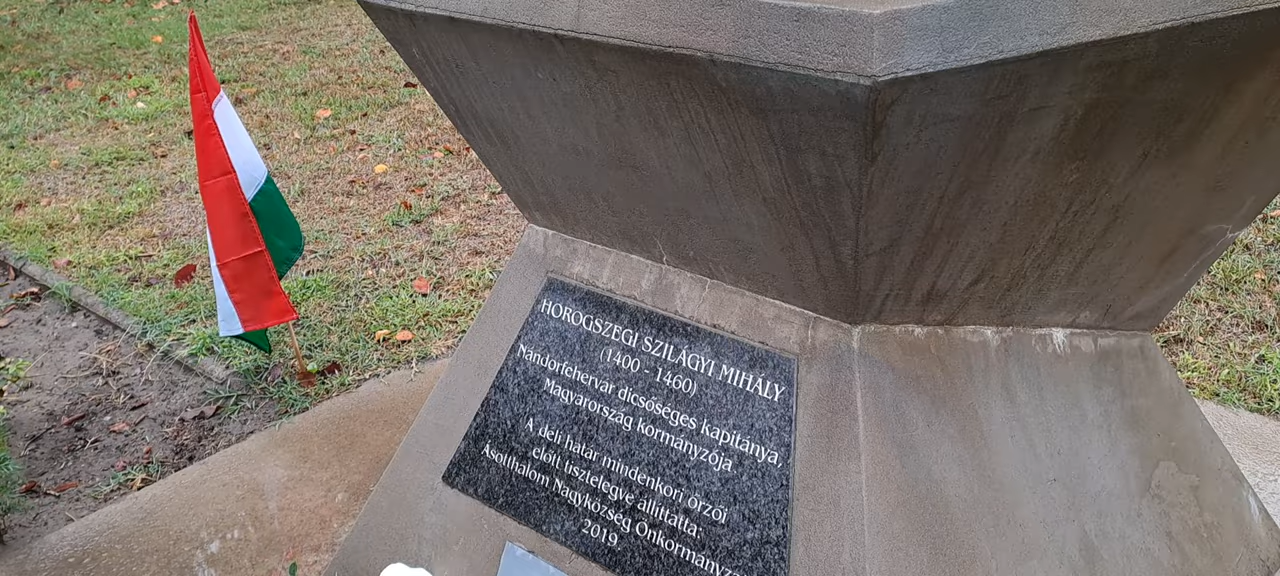 HOROGSZEGI SZILÁGYI MIHÁLY
(1400 - 1460)
Nándorfehérvár dicsőséges kapitánya,
Magyarország kormányzója
A déli határ mindenkori őrzői
előtt tisztelegve állíttatta:
Ásotthalom Nagyközség
2019.